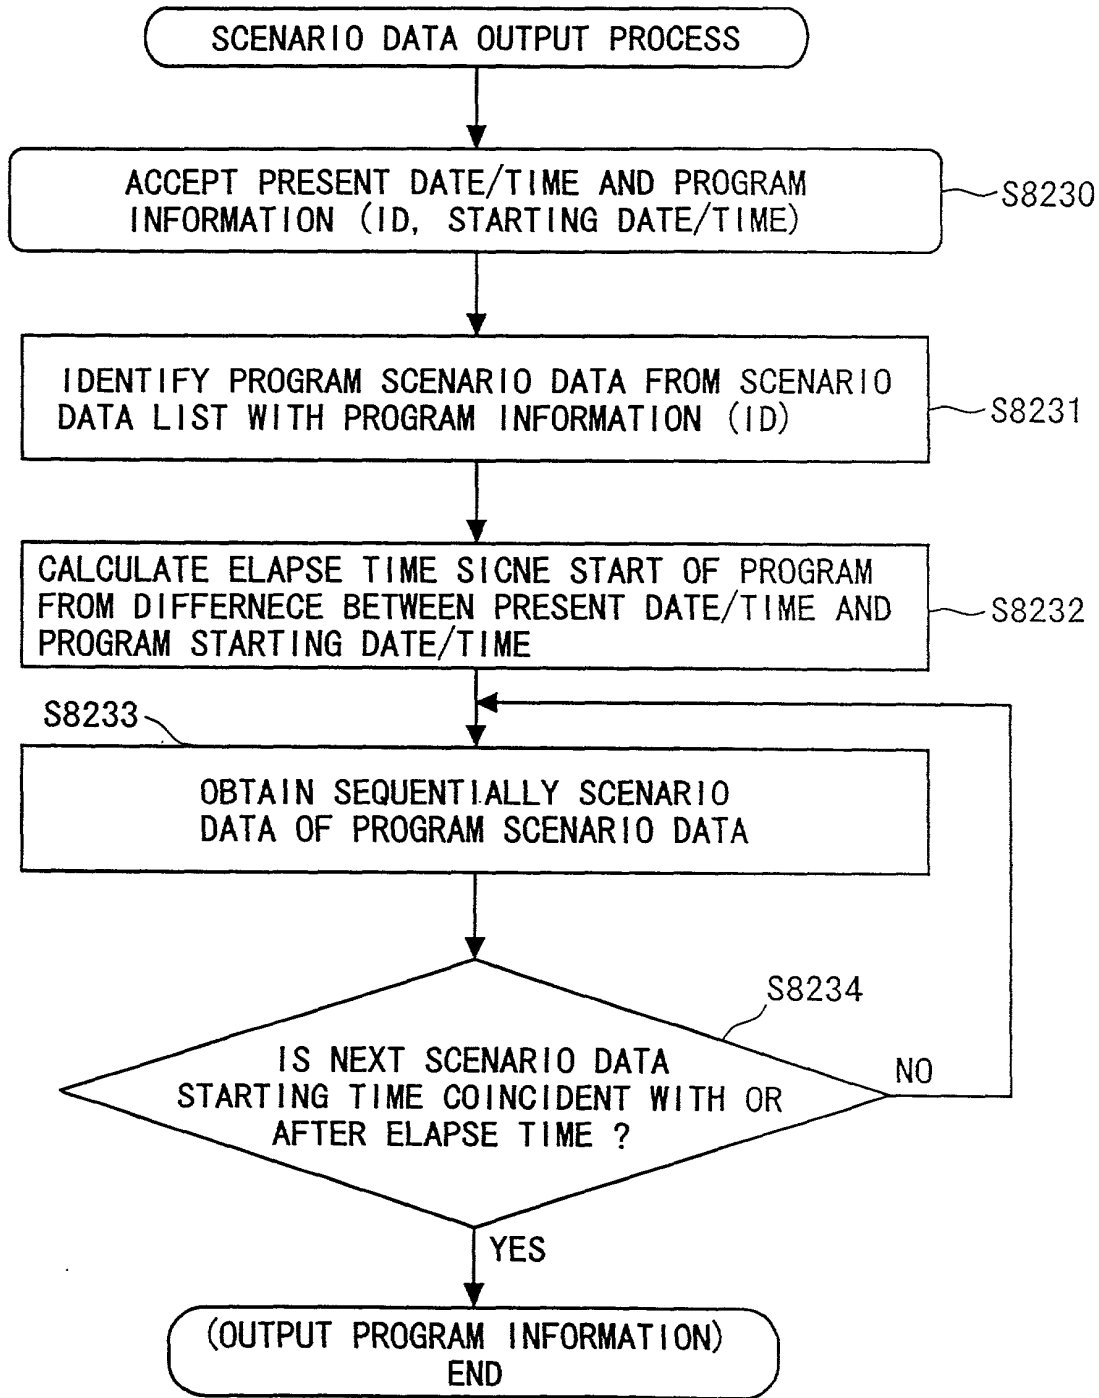 SCENARIO DATA OUTPUT PROCESS
ACCEPT PRESENT DATE/TIME AND PROGRAM
INFORMATION (ID, STARTING DATE/TIME)
S8230
IDENTIFY PROGRAM SCENARIO DATA FROM SCENARIO
DATA LIST WITH PROGRAM INFORMATION (ID)
S8231
CALCULATE ELAPSE TIME SICNE START OF PROGRAM
FROM DIFFERNECE BETWEEN PRESENT DATE/TIME AND
PROGRAM STARTING DATE/TIME
S8232
S8233
OBTAIN SEQUENTIALLY SCENARIO
DATA OF PROGRAM SCENARIO DATA
S8234
IS NEXT SCENARIO DATA
STARTING TIME COINCIDENT WITH OR
AFTER ELAPSE TIME ?
NO
YES
(OUTPUT PROGRAM INFORMATION)
END